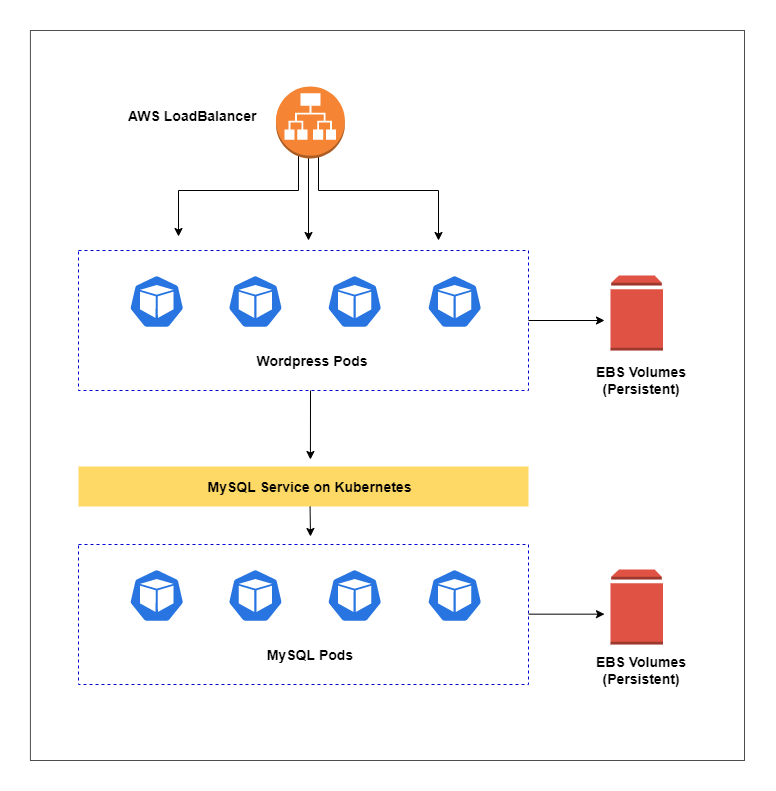 AWS LoadBalancer
Wordpress Pods
EBS Volumes
(Persistent)
MySQL Service on Kubernetes
MySQL Pods
EBS Volumes
(Persistent)